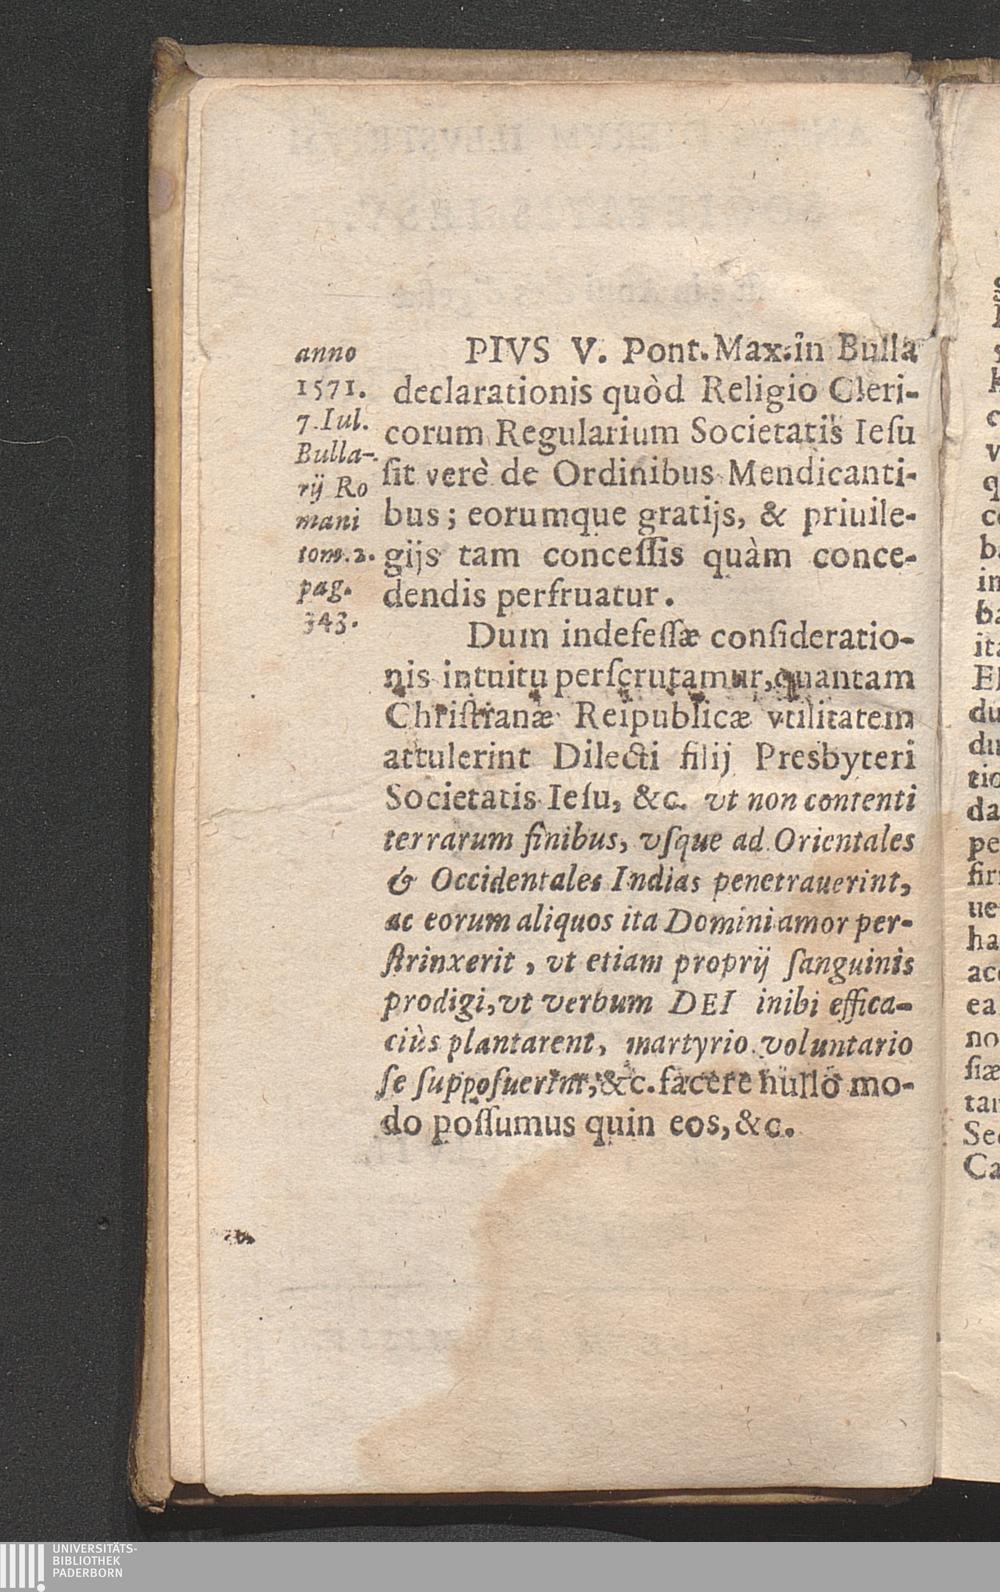 anno
1571.
7. Iul.
Bulla-
rij Ro
mani
tom. 2.
pag.
343.
PIVS V. Pont. Max. in Bulla
declarationis quòd Religio Cleri-
corum Regularium Societatis Iesu
sit verè de Ordinibus Mendicanti-
bus; eorumque gratijs, & priuile-
gijs tam concessis quàm conce-
dendis perfruatur.
Dum indefessæ consideratio-
nis intuitu perscrutamur, quantam
Christianæ Reipublicæ vtilitatem
attulerint Dilecti filij Presbyteri
Societatis Iesu, &c. vt non contenti
terrarum finibus, vsque ad Orientales
& Occidentales Indias penetrauerint,
ac eorum aliquos ita Domini amor per-
strinxerit, vt etiam proprij sanguinis
prodigi, vt verbum DEI inibi effica-
ciùs plantarent, martyrio voluntario
se supposuerint, &c. facere nullo mo-
do possumus quin eos, &c.
UNIVERSITÄTS-
BIBLIOTHEK
PADERBORN